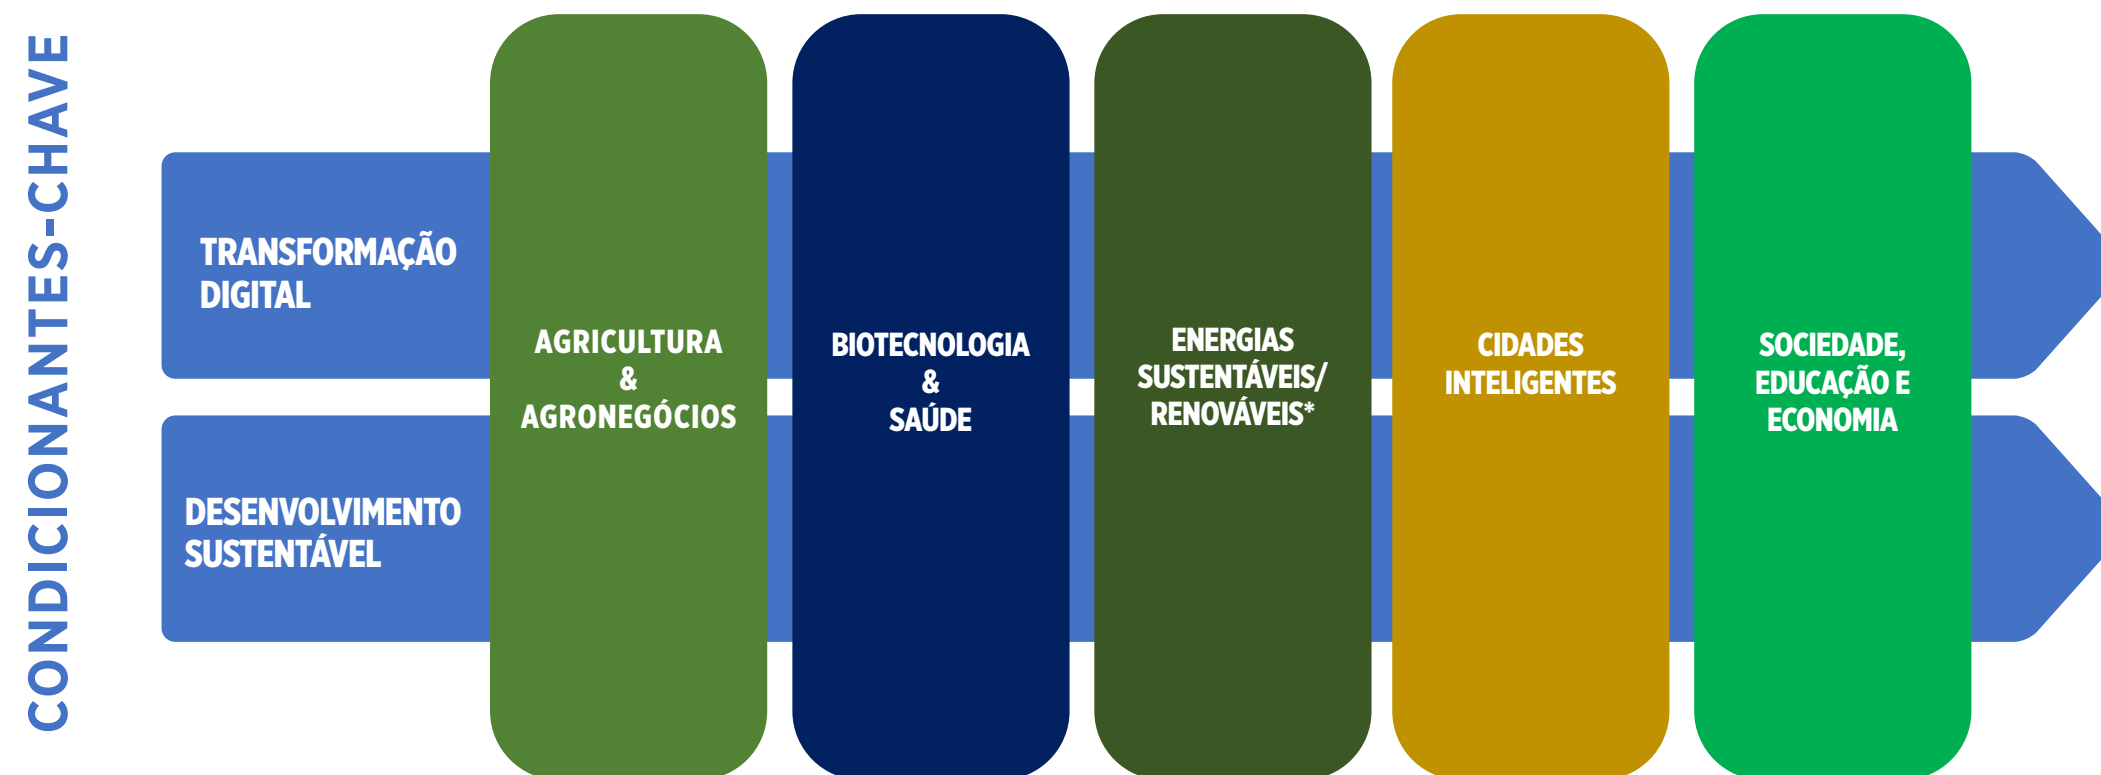 CONDICIONANTES-CHAVE
TRANSFORMAÇÃO
DIGITAL
DESENVOLVIMENTO
SUSTENTÁVEL
AGRICULTURA
&
AGRONEGÓCIOS
BIOTECNOLOGIA
&
SAÚDE
ENERGIAS
SUSTENTÁVEIS/
RENOVÁVEIS*
CIDADES
INTELIGENTES
SOCIEDADE,
EDUCAÇÃO E
ECONOMIA